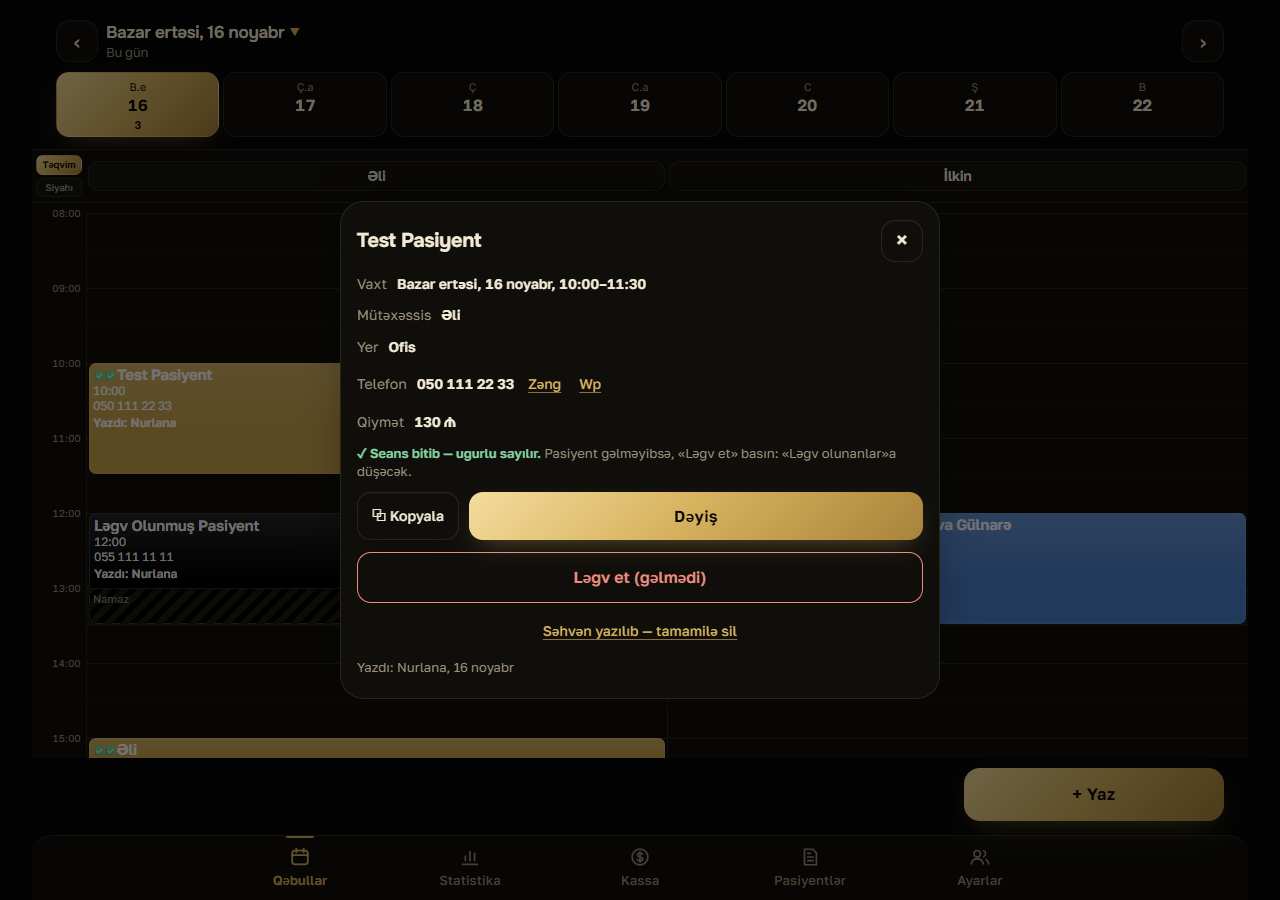 ‹
Bazar ertəsi, 16 noyabr ▼
Bu gün
›
B.e
16
3
Ç.a
17
Ç
18
C.a
19
C
20
Ş
21
B
22
Təqvim
Siyahı
Əli
İlkin
08:00
09:00
10:00
11:00
12:00
13:00
14:00
15:00
Test Pasiyent
10:00
050 111 22 33
Yazdı: Nurlana
Ləgv Olunmuş Pasiyent
12:00
055 111 11 11
Yazdı: Nurlana
Namaz
Əli
va Gülnarə
Test Pasiyent
×
Vaxt Bazar ertəsi, 16 noyabr, 10:00–11:30
Mütəxəssis Əli
Yer Ofis
Telefon 050 111 22 33 Zəng Wp
Qiymət 130 ₼
✓ Seans bitib — ugurlu sayılır. Pasiyent gəlməyibsə, «Ləgv et» basın: «Ləgv olunanlar»a
düşəcək.
Kopyala
Dəyiş
Ləgv et (gəlmədi)
Səhvən yazılıb — tamamilə sil
Yazdı: Nurlana, 16 noyabr
+ Yaz
Qəbullar
Statistika
Kassa
Pasiyentlər
Ayarlar